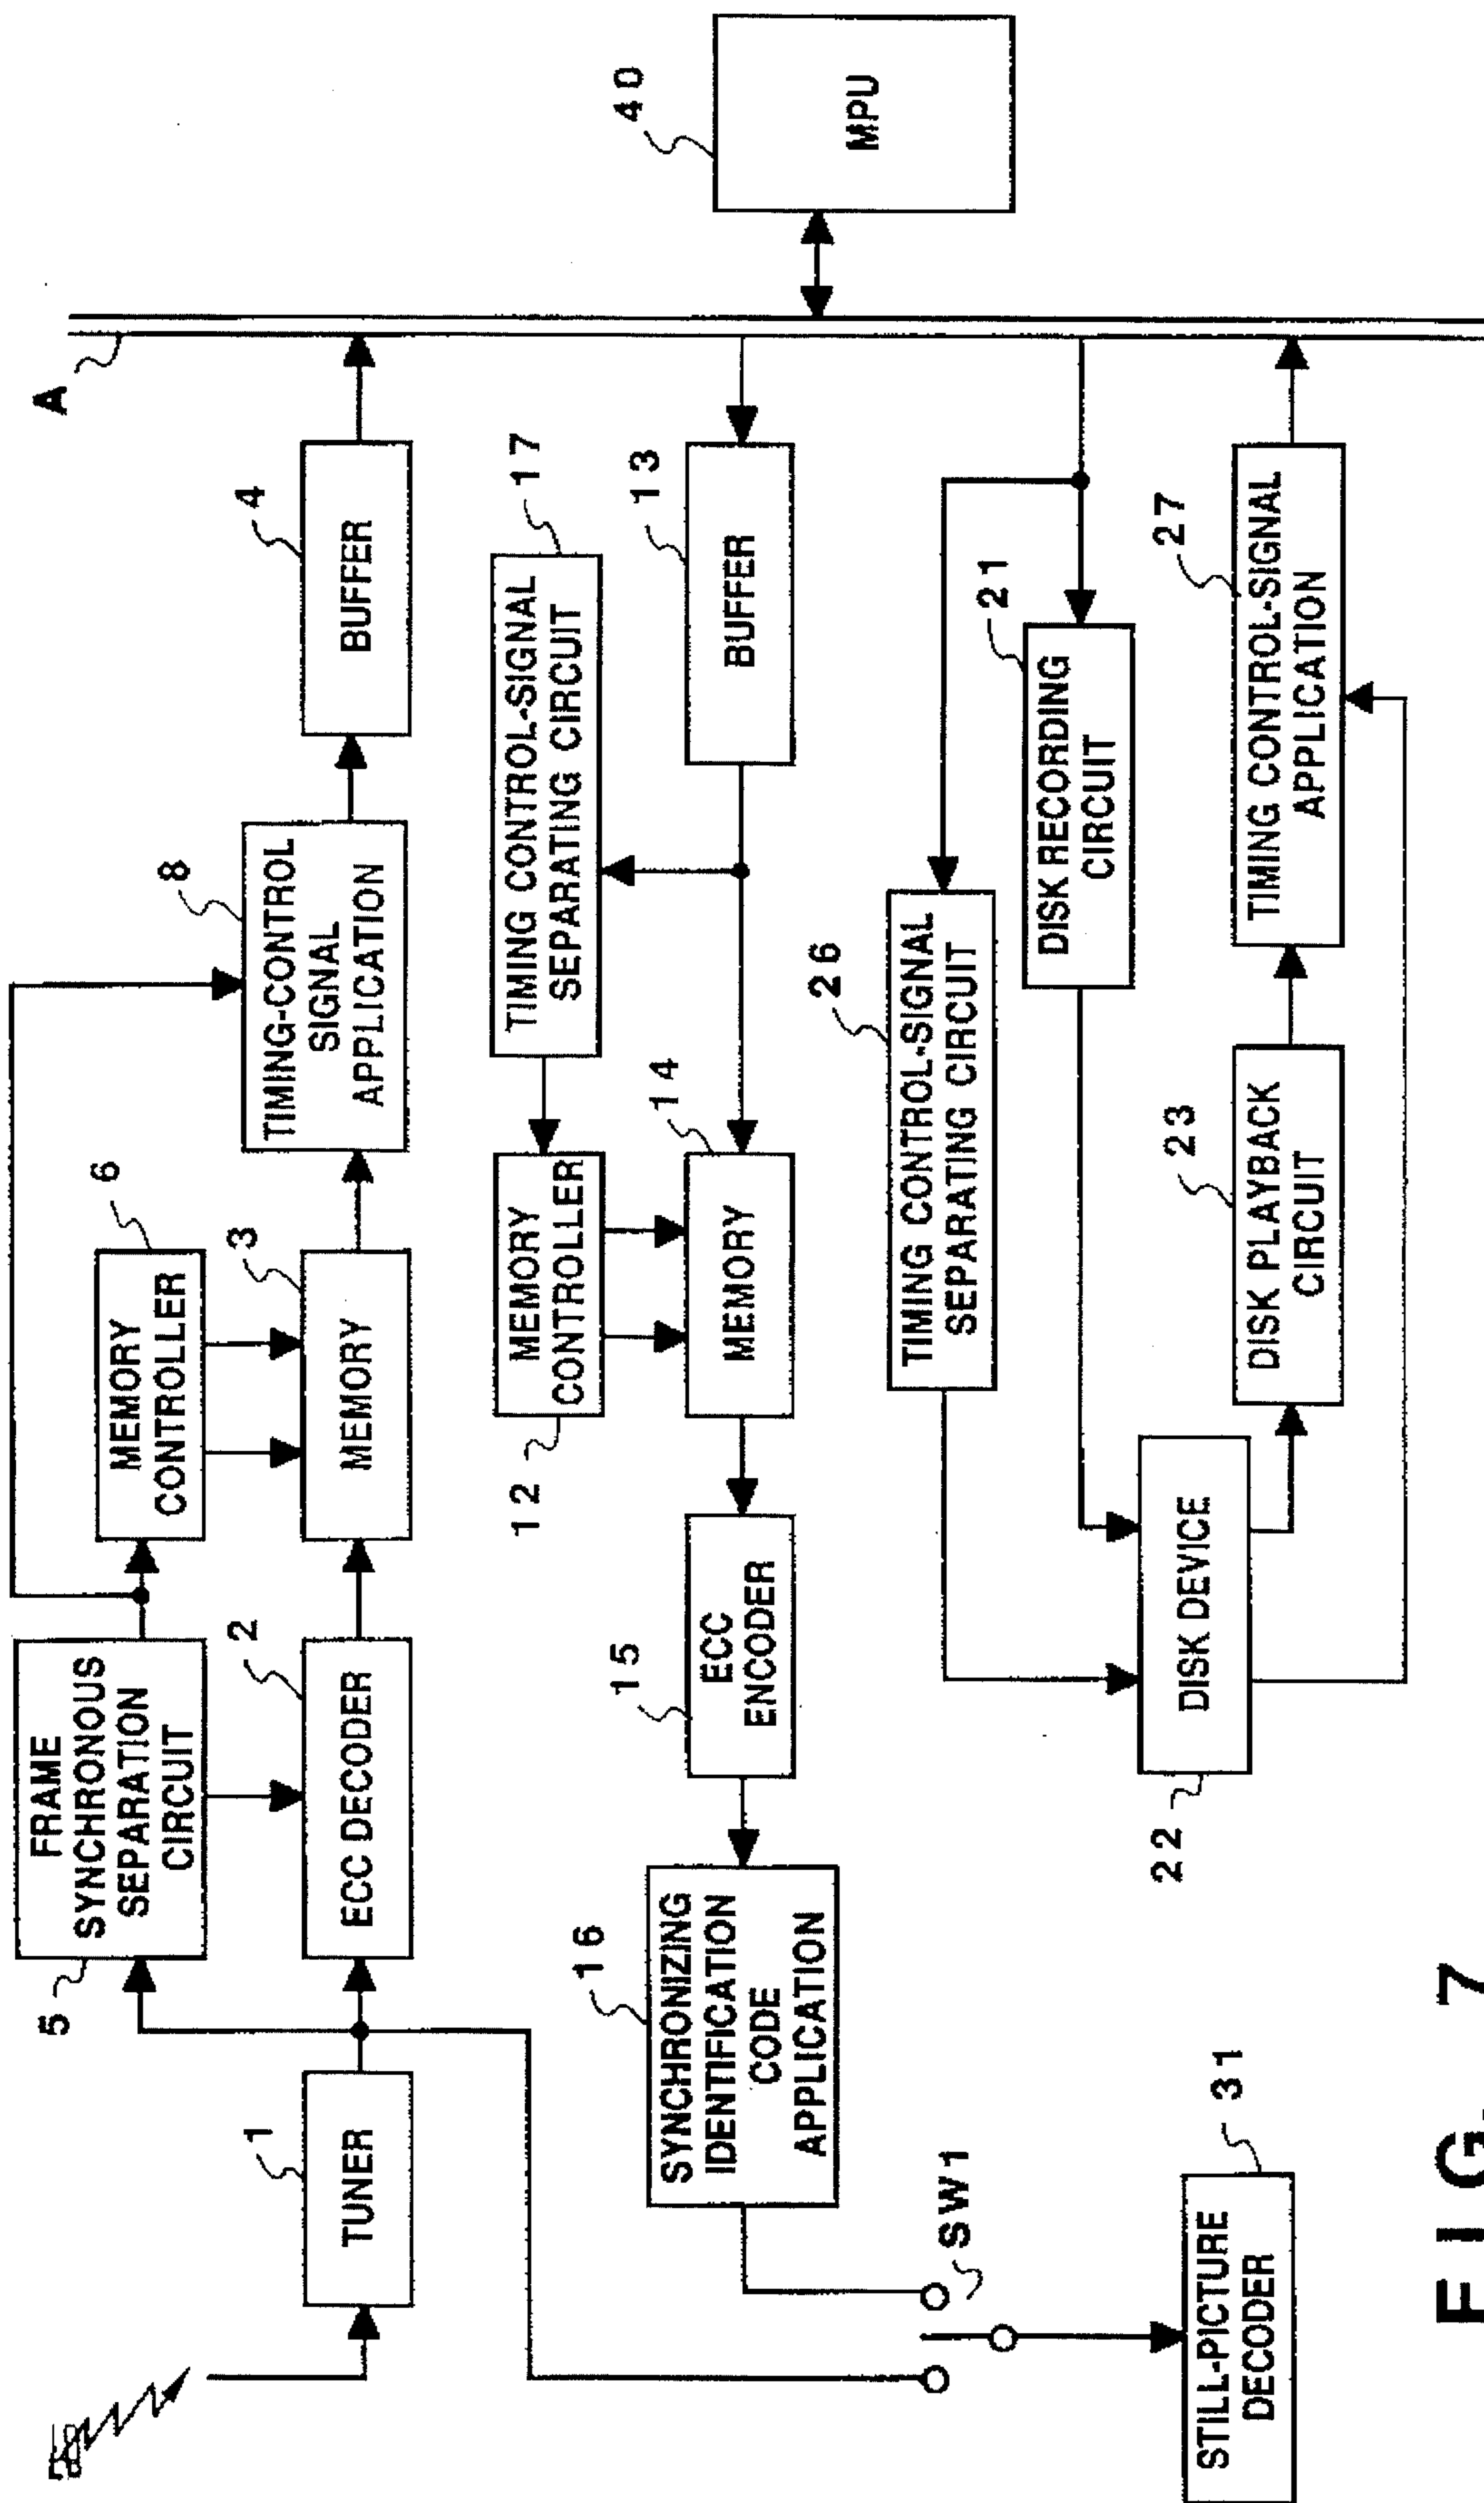 5
FRAME
SYNCHRONOUS
SEPARATION
CIRCUIT
6
MEMORY
CONTROLLER
1
TUNER
2
ECC DECODER
3
MEMORY
8
TIMING-CONTROL
SIGNAL
APPLICATION
4
BUFFER
A
40
MPU
12
MEMORY
CONTROLLER
17
TIMING CONTROL-SIGNAL
SEPARATING CIRCUIT
16
SYNCHRONIZING
IDENTIFICATION
CODE
APPLICATION
15
ECC
ENCODER
14
MEMORY
13
BUFFER
SW1
26
TIMING CONTROL-SIGNAL
SEPARATING CIRCUIT
21
DISK RECORDING
CIRCUIT
31
STILL-PICTURE
DECODER
22
DISK DEVICE
23
DISK PLAYBACK
CIRCUIT
27
TIMING CONTROL-SIGNAL
APPLICATION
FIG. 7